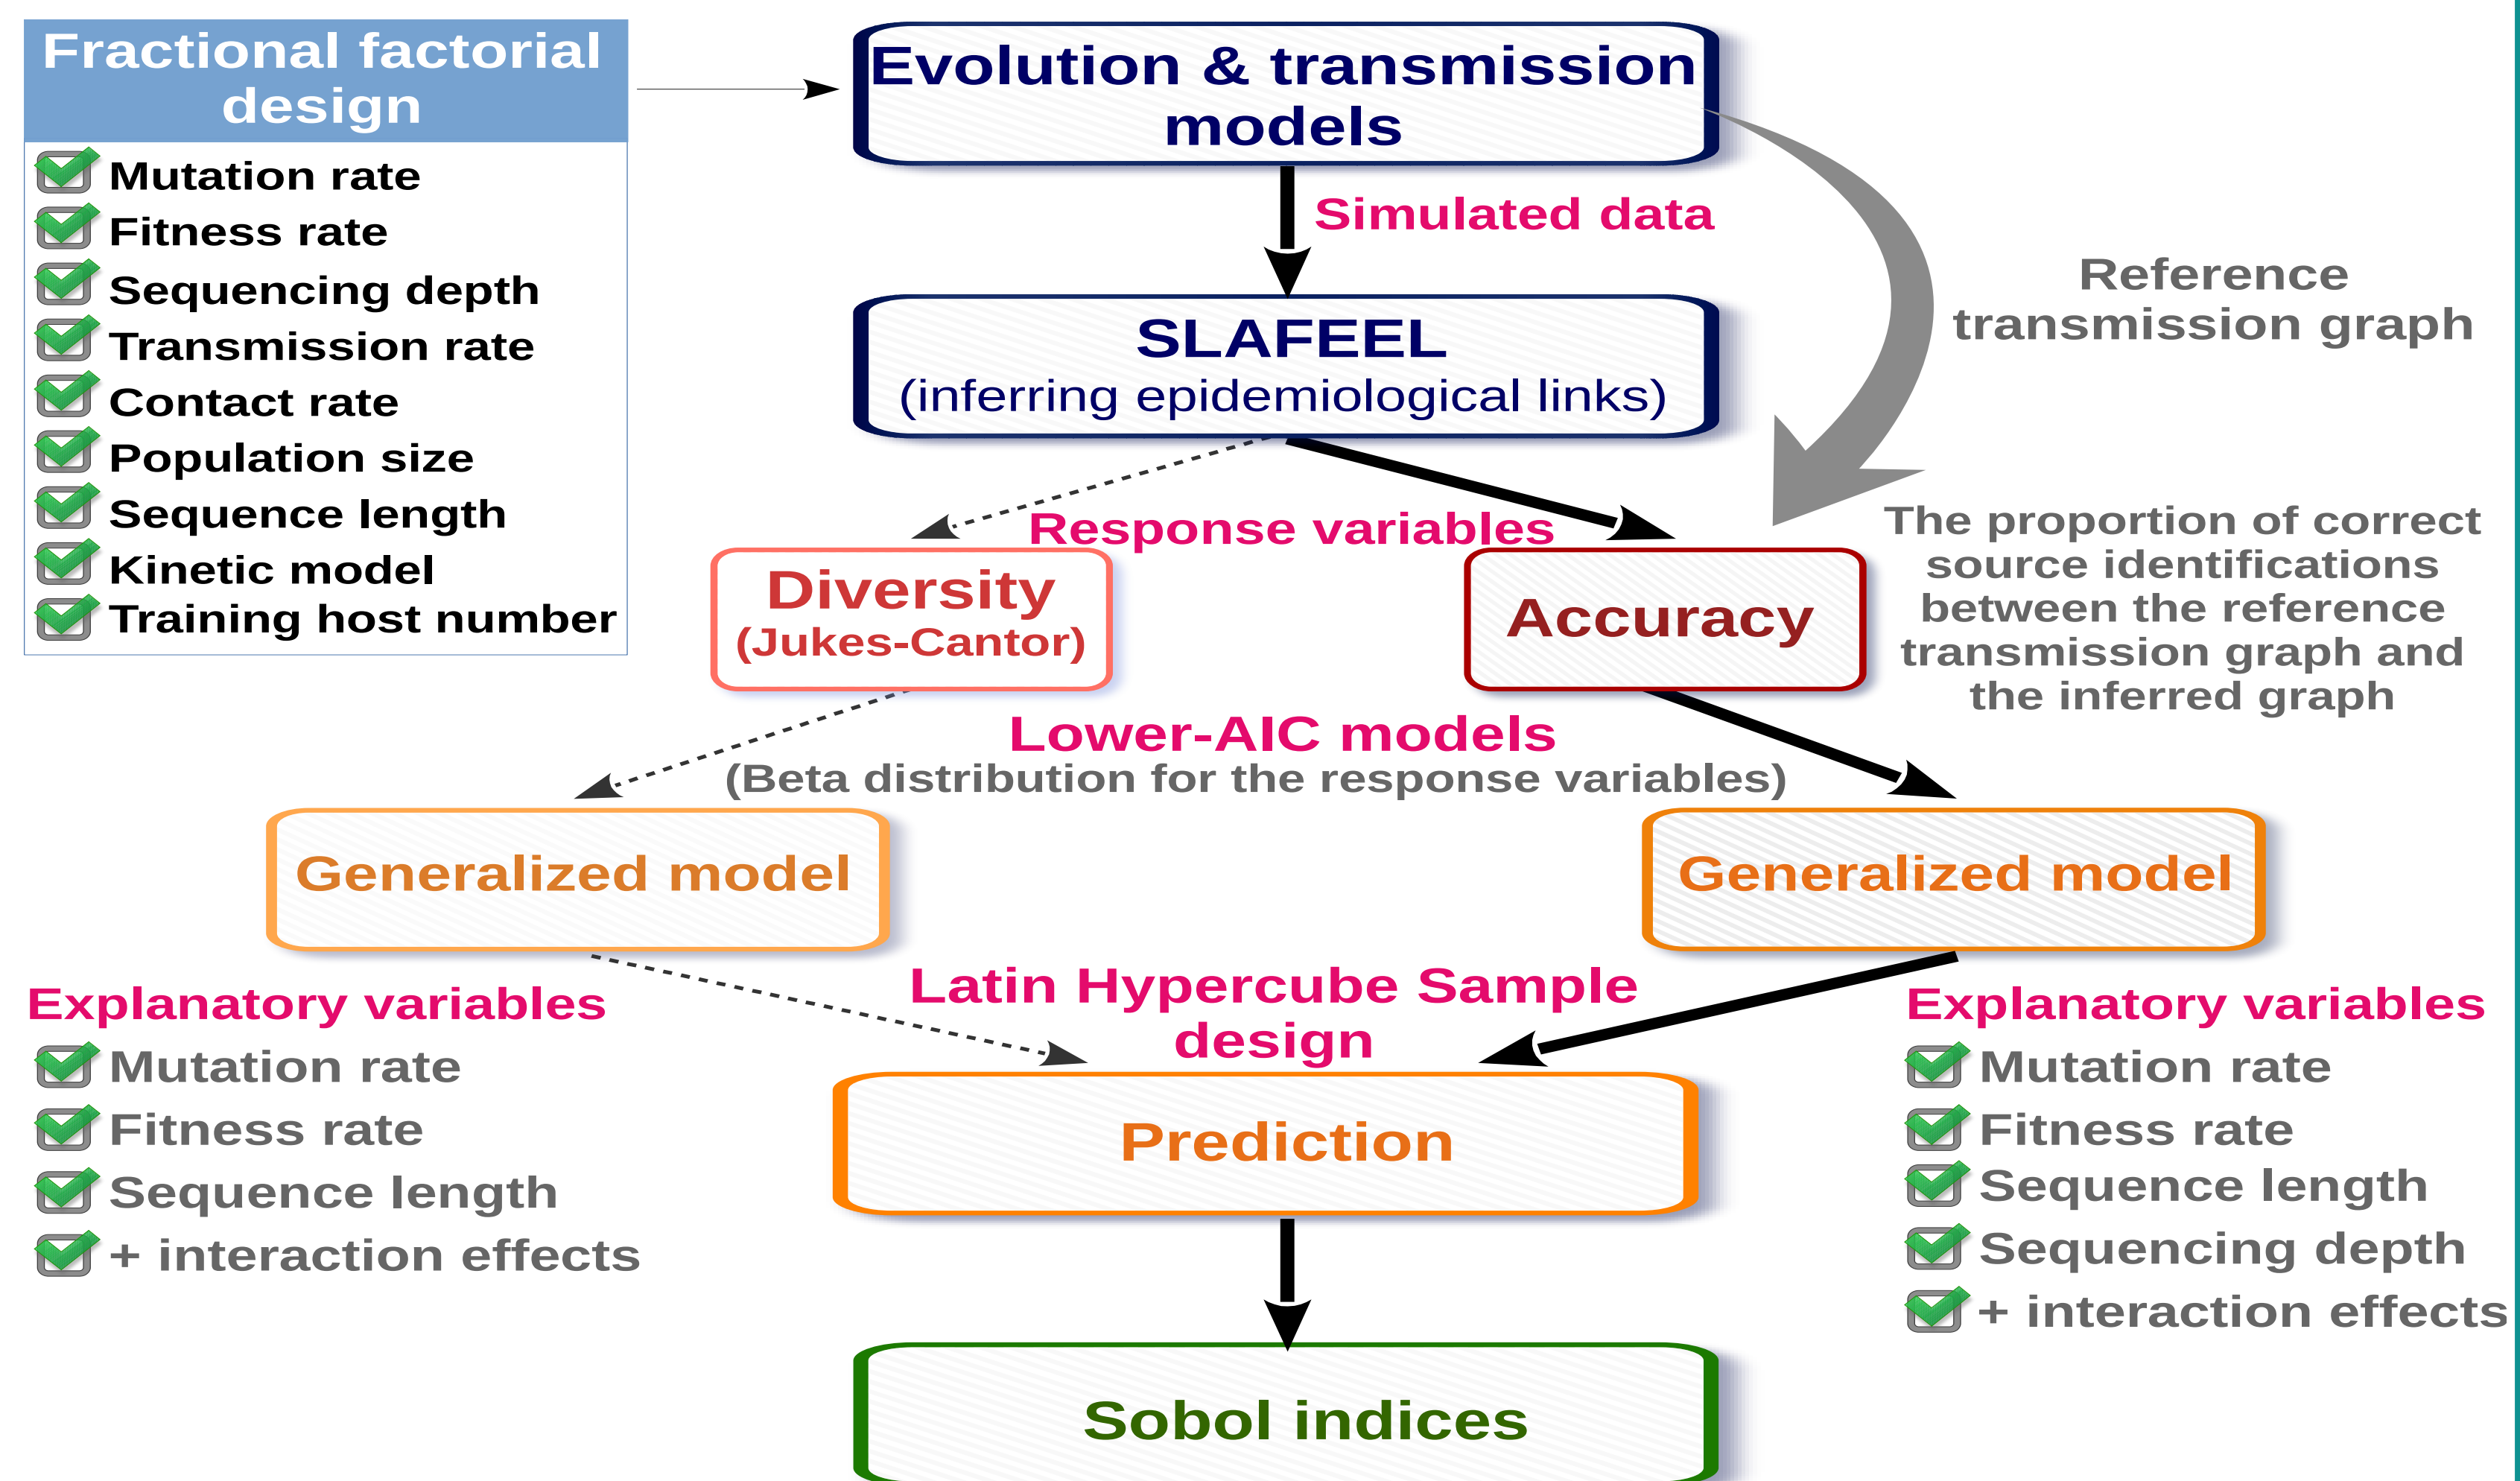 Fractional factorial
design
Mutation rate
Fitness rate
Sequencing depth
Transmission rate
Contact rate
Population size
Sequence length
Kinetic model
Training host number
Evolution & transmission
models
Simulated data
Reference
transmission graph
SLAFEEL
(inferring epidemiological links)
Response variables
Diversity
(Jukes-Cantor)
Accuracy
The proportion of correct
source identifications
between the reference
transmission graph and
the inferred graph
Lower-AIC models
(Beta distribution for the response variables)
Generalized model
Generalized model
Explanatory variables
Mutation rate
Fitness rate
Sequence length
+ interaction effects
Latin Hypercube Sample
design
Explanatory variables
Mutation rate
Fitness rate
Sequence length
Sequencing depth
+ interaction effects
Prediction
Sobol indices